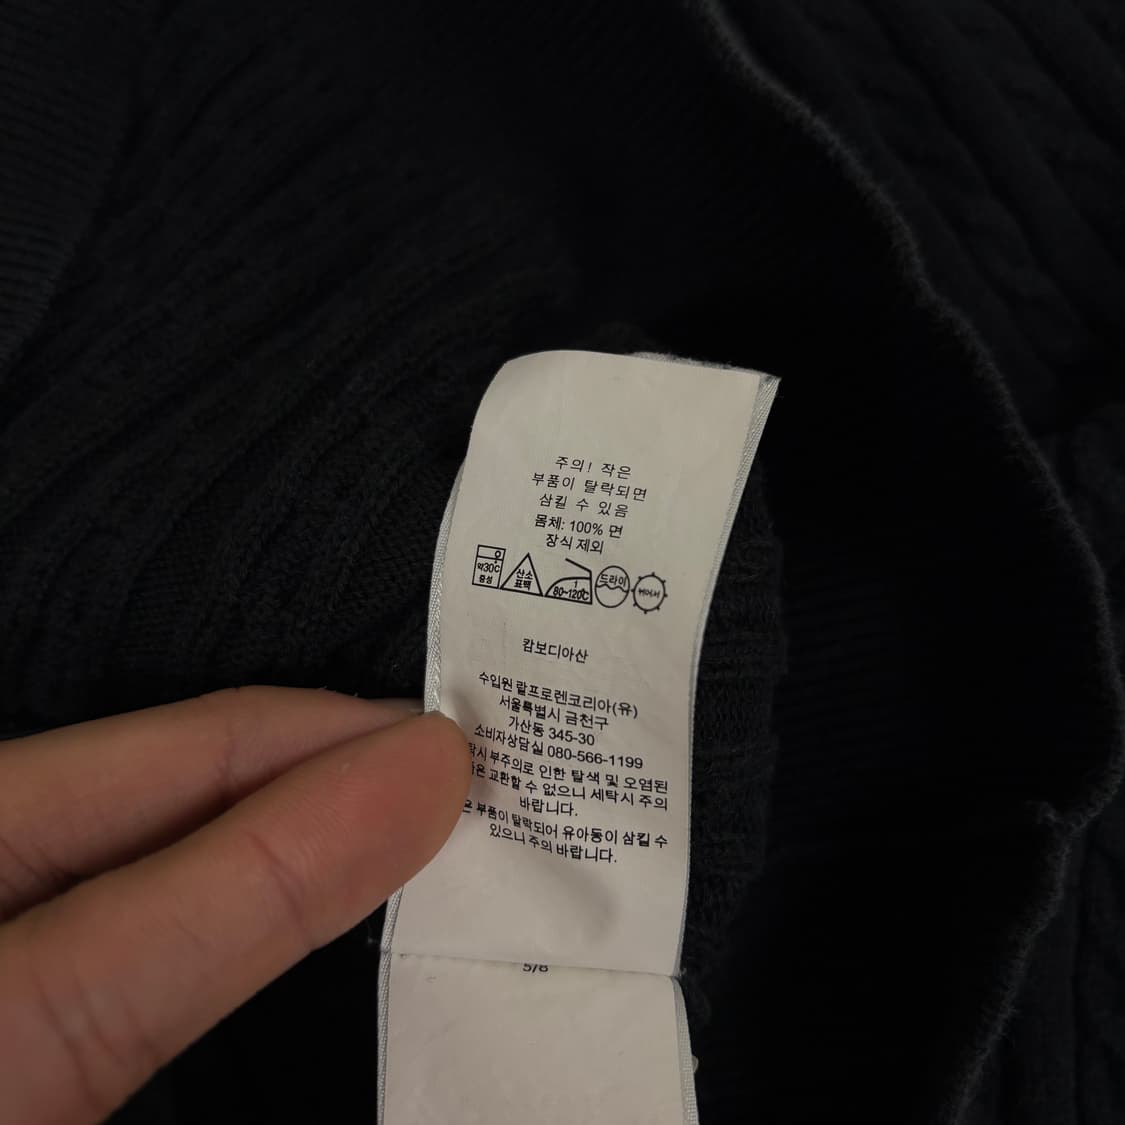 주의! 작은
부품이 탈락되면
삼킬 수 있음
몸체: 100% 면
장식 제외
약30℃ 중성
산소 표백
80~120℃
드라이
뉘어서
캄보디아산
수입원 랄프로렌코리아(유)
서울특별시 금천구
가산동 345-30
소비자상담실 080-566-1199
부주의로 인한 탈색 및 오염된
교환할 수 없으니 세탁시 주의
바랍니다.
부품이 탈락되어 유아동이 삼킬 수
있으니 주의 바랍니다.
5/6